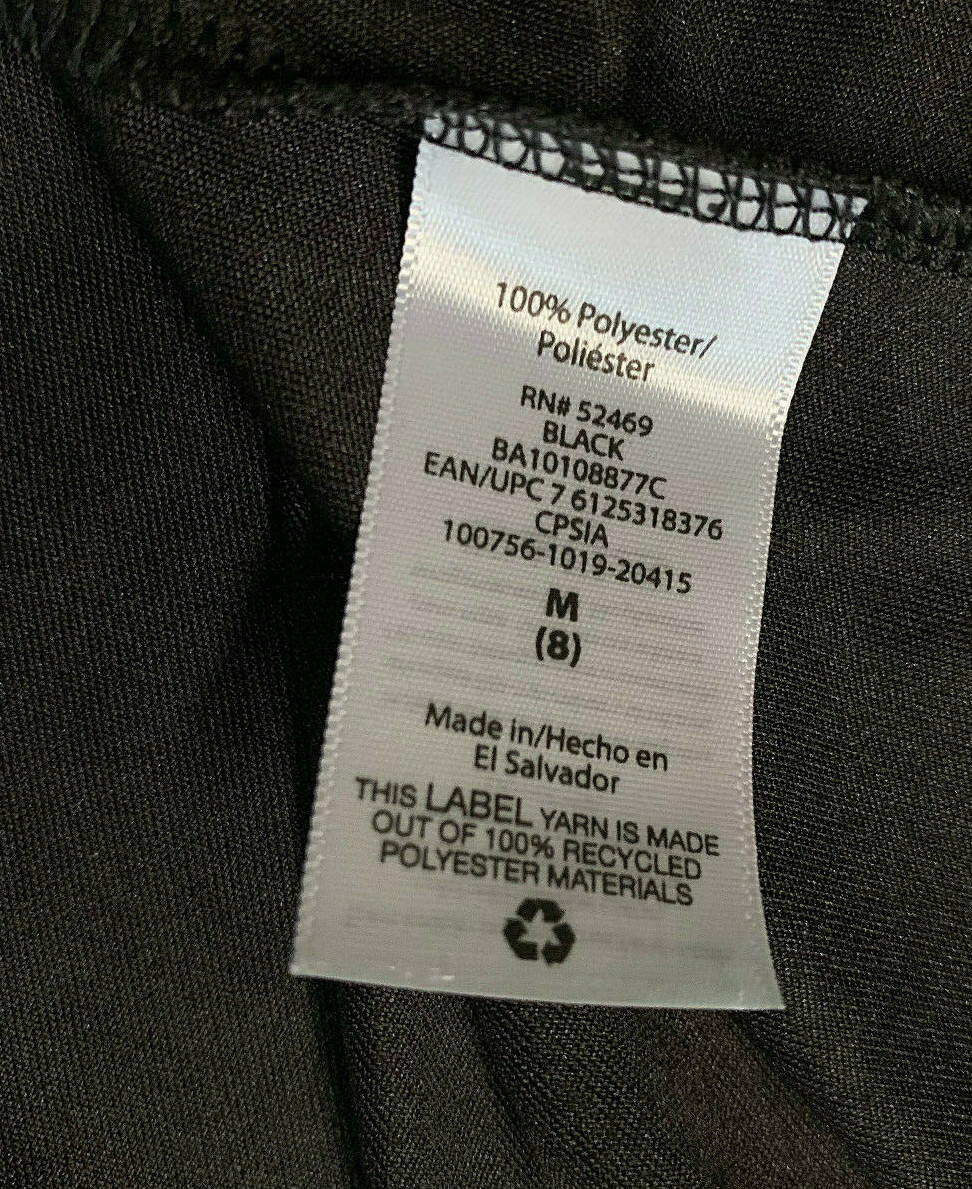 100% Polyester/
Poliéster
RN# 52469
BLACK
BA10108877C
EAN/UPC 7 6125318376
CPSIA
100756-1019-20415
M
(8)
Made in/Hecho en
El Salvador
THIS LABEL YARN IS MADE
OUT OF 100% RECYCLED
POLYESTER MATERIALS